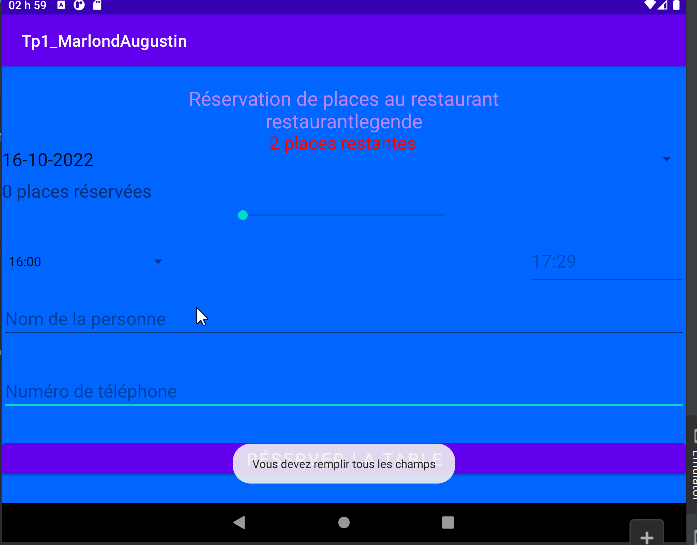 02 h 59
Tp1_MarlondAugustin
Réservation de places au restaurant
restaurantlegende
2 places restantes
16-10-2022
0 places réservées
16:00
17:29
Nom de la personne
Numéro de téléphone
RÉSERVER LA TABLE
Vous devez remplir tous les champs
Emulator